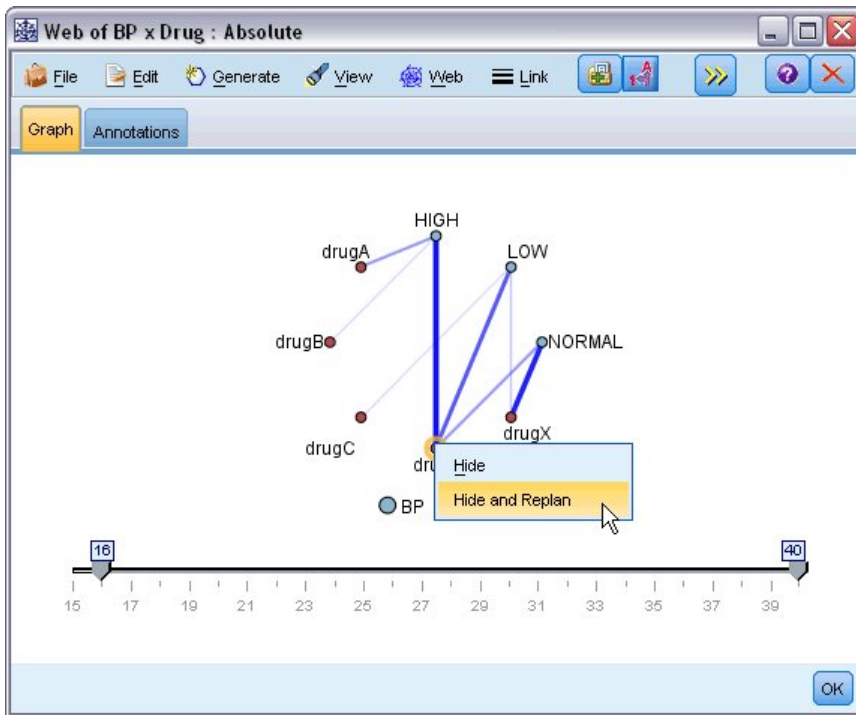 Web of BP x Drug : Absolute
File Edit Generate View Web Link
Graph Annotations
HIGH
drugA LOW
drugB NORMAL
drugC drugX
Hide
Hide and Replan
BP
16 40
15 17 19 21 23 25 27 29 31 33 35 37 39
OK